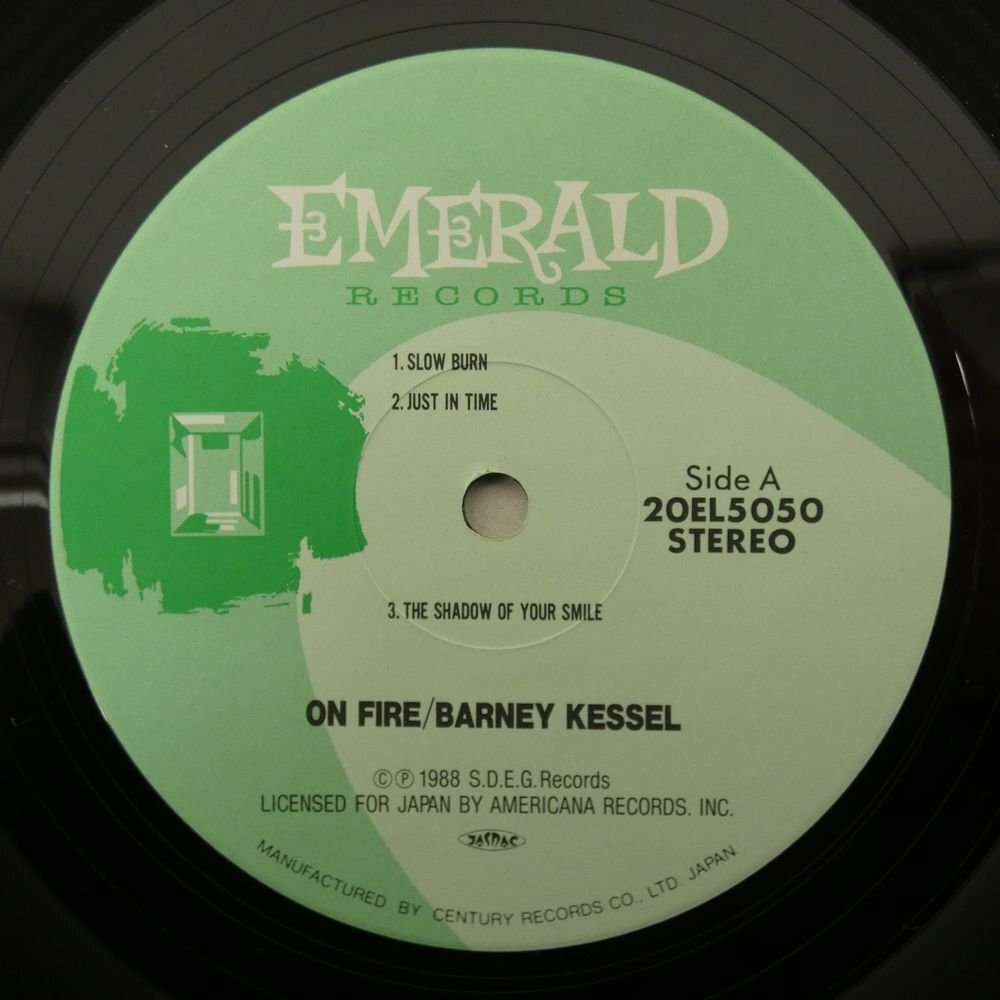 EMERALD
RECORDS
1. SLOW BURN
2. JUST IN TIME
Side A
20EL5050
STEREO
3. THE SHADOW OF YOUR SMILE
ON FIRE/BARNEY KESSEL
©℗ 1988 S.D.E.G. Records
LICENSED FOR JAPAN BY AMERICANA RECORDS. INC.
JASRAC
MANUFACTURED BY CENTURY RECORDS CO., LTD. JAPAN.